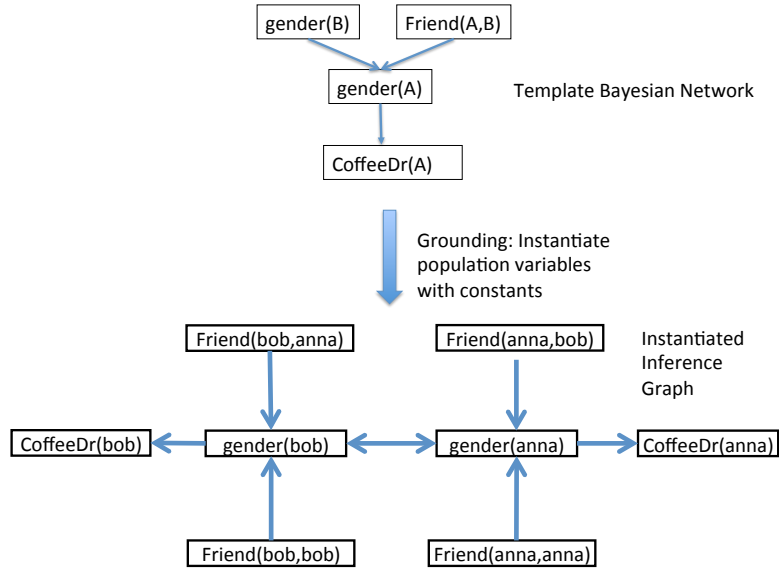 gender(B)
Friend(A,B)
gender(A)
Template Bayesian Network
CoffeeDr(A)
Grounding: Instantiate
population variables
with constants
Friend(bob,anna)
Friend(anna,bob)
Instantiated
Inference
Graph
CoffeeDr(bob)
gender(bob)
gender(anna)
CoffeeDr(anna)
Friend(bob,bob)
Friend(anna,anna)